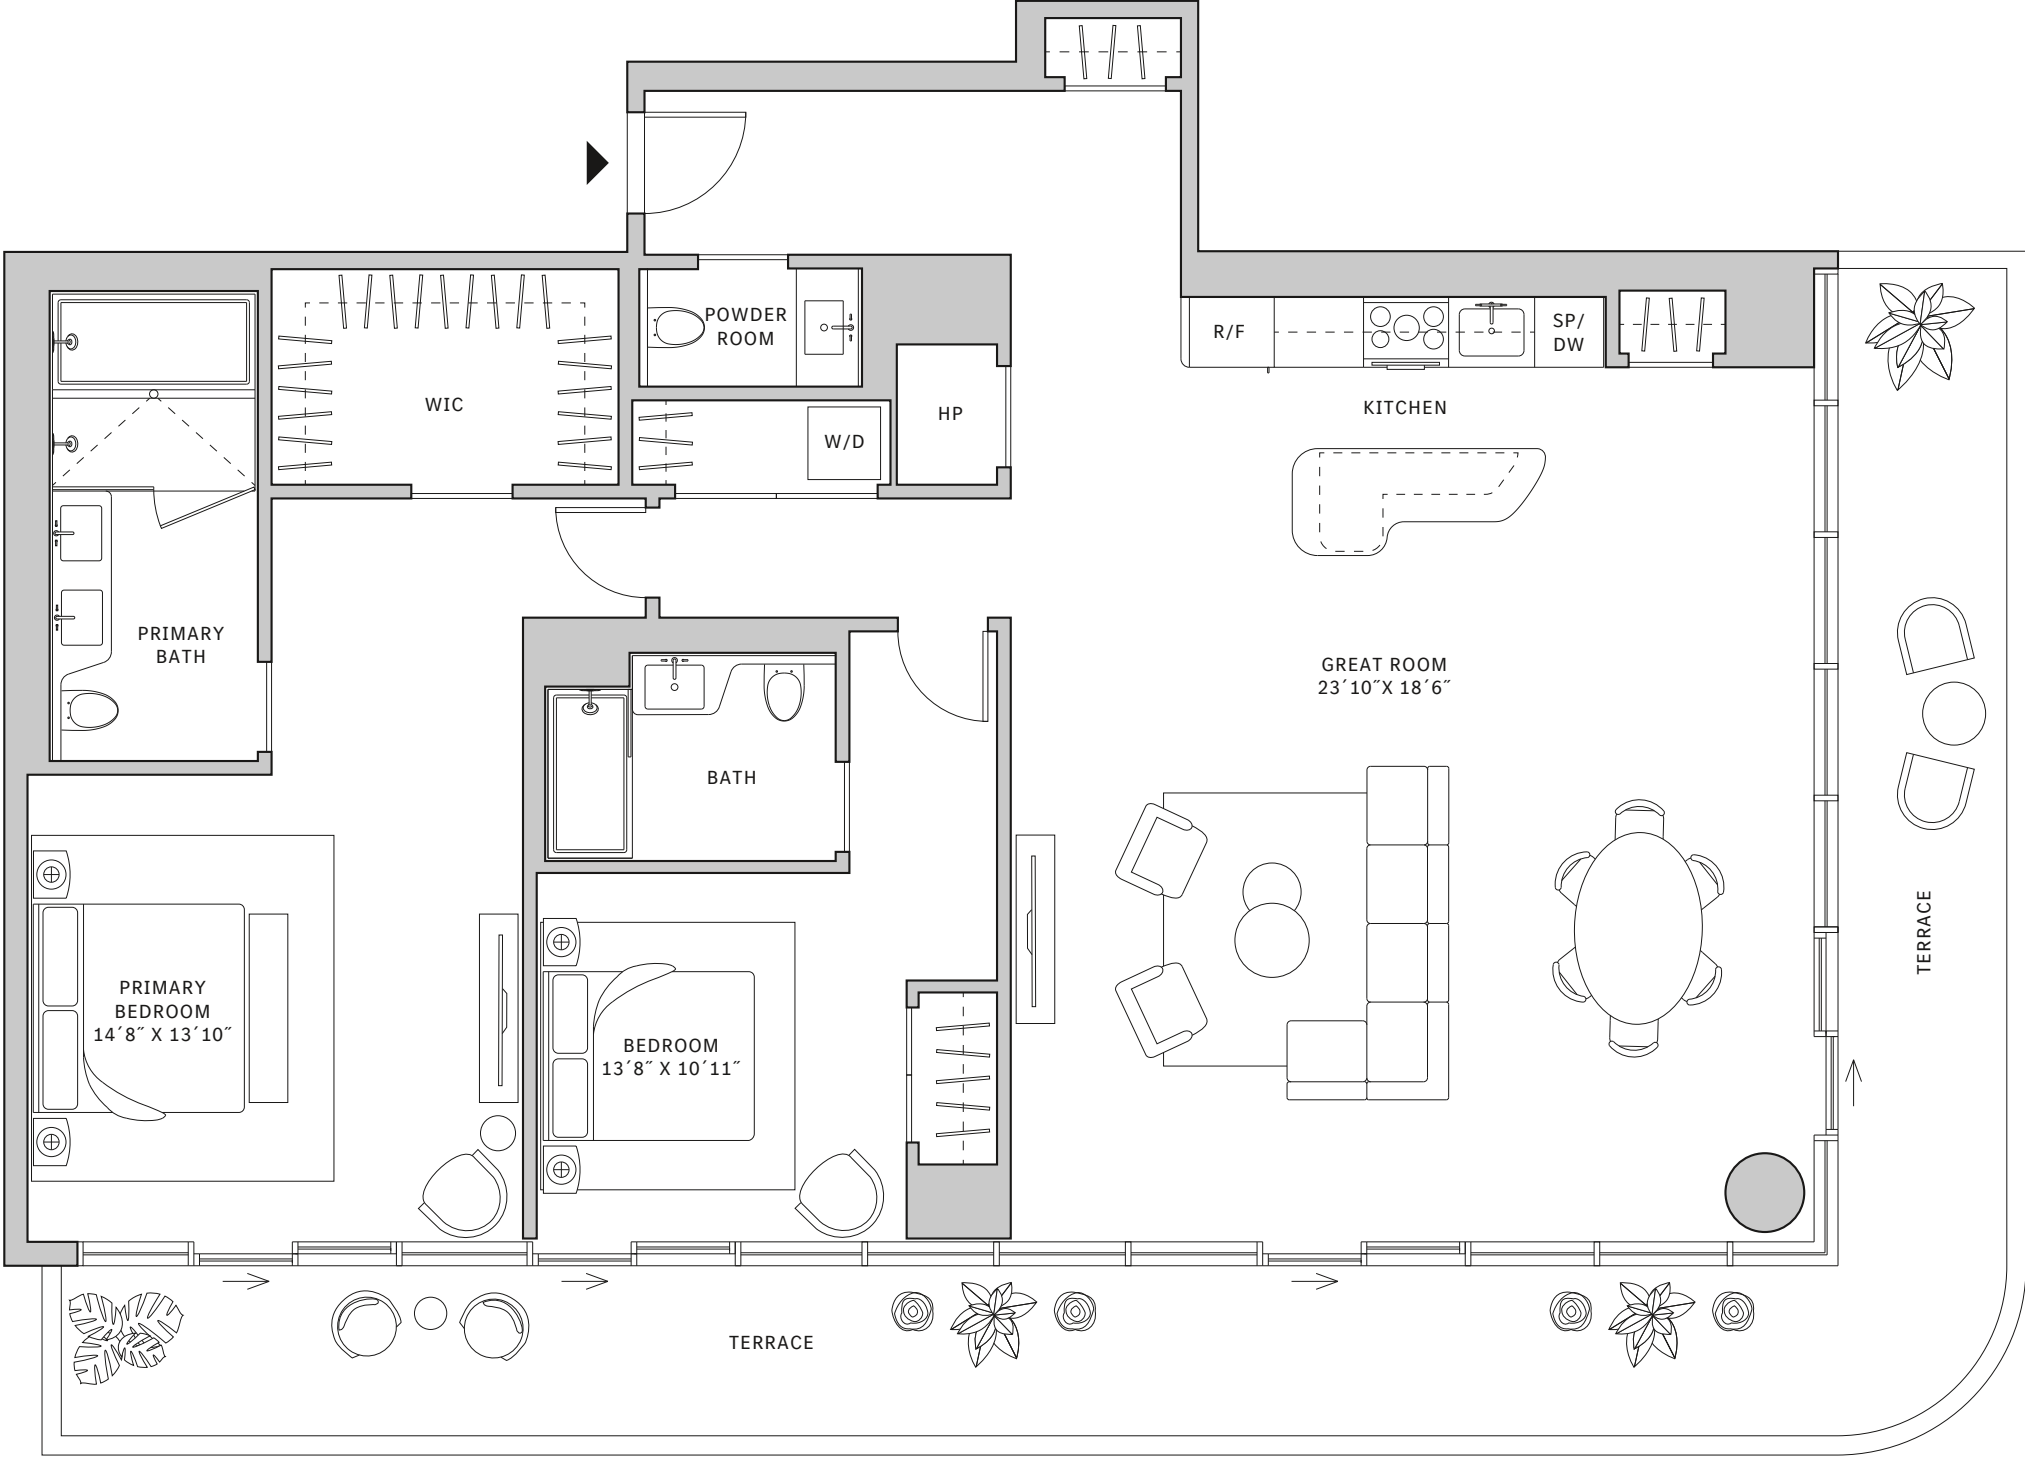 POWDER
ROOM
R/F
SP/
DW
WIC
KITCHEN
HP
W/D
PRIMARY
BATH
GREAT ROOM
23´10˝X 18´6˝
BATH
TERRACE
PRIMARY
BEDROOM
14´8˝ X 13´10˝
BEDROOM
13´8˝ X 10´11˝
TERRACE